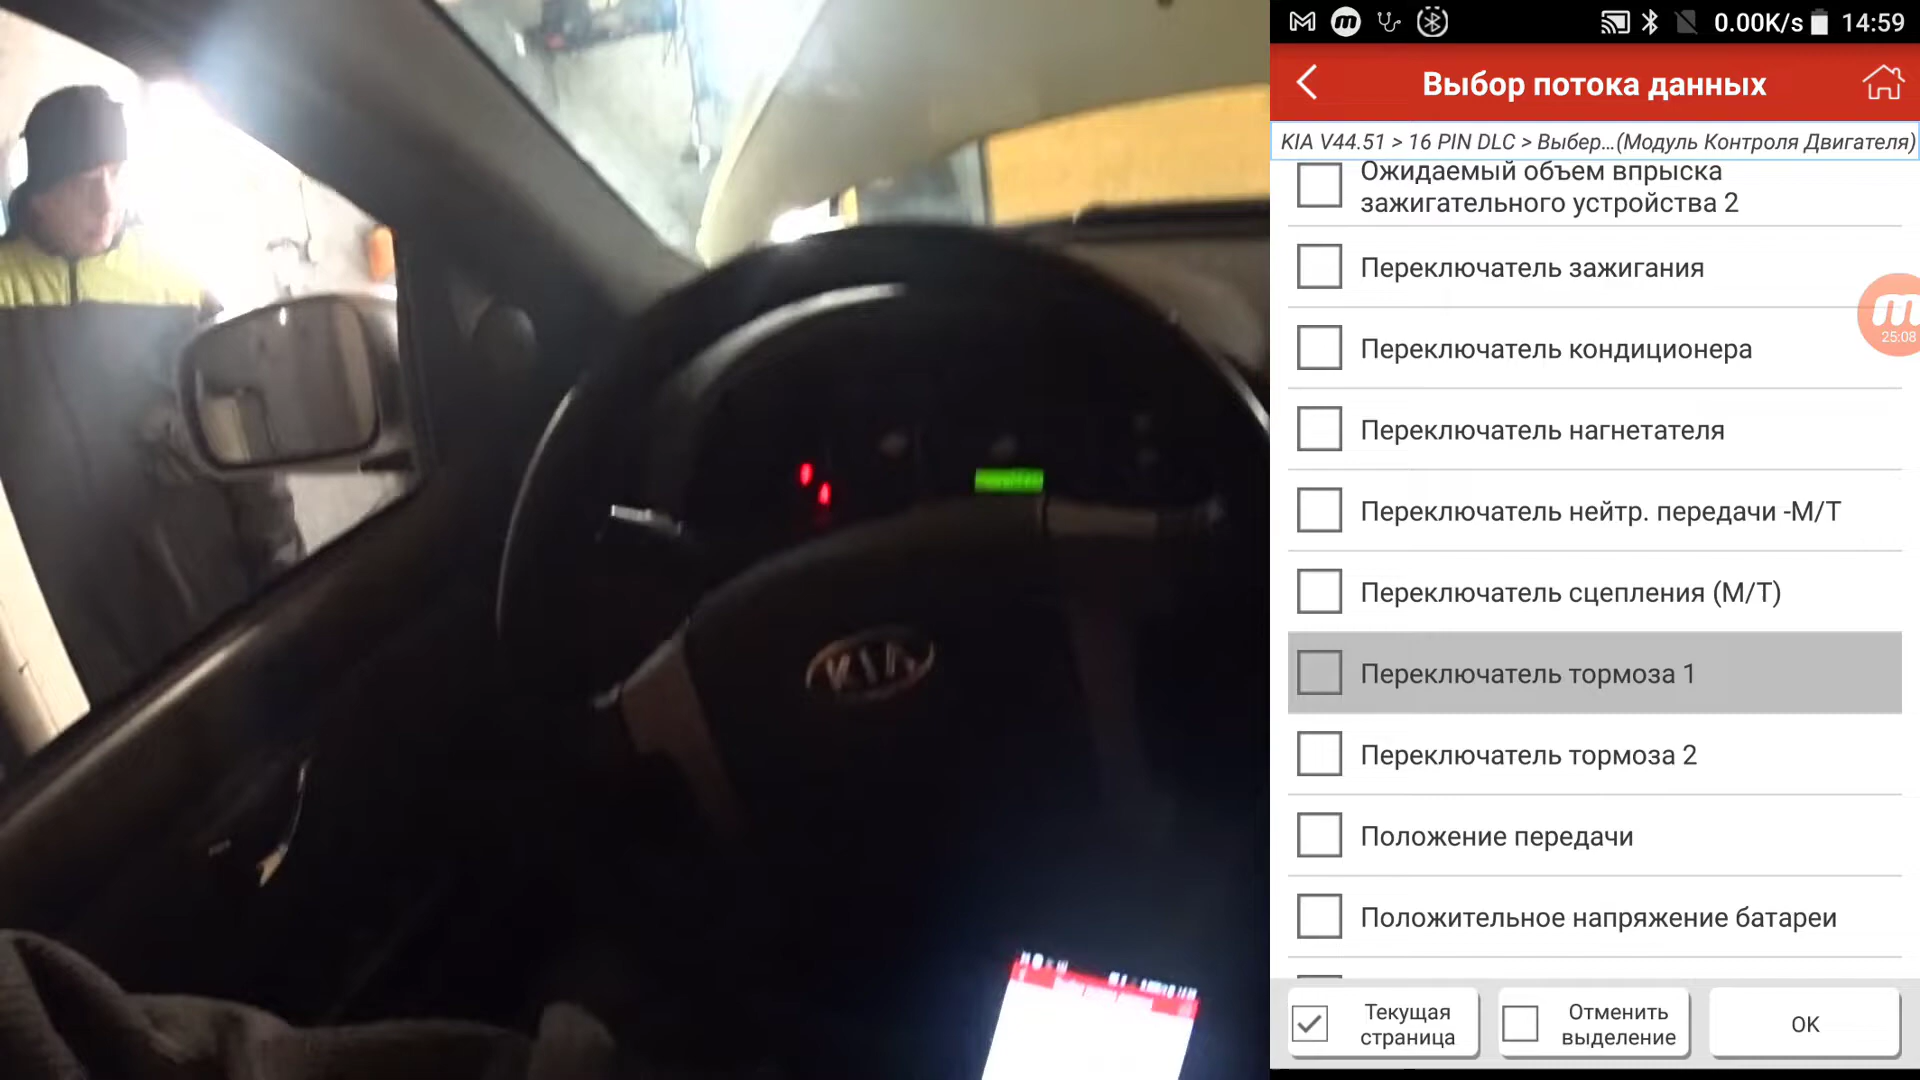 0.00K/s 14:59
Выбор потока данных
KIA V44.51 > 16 PIN DLC > Выбер...(Модуль Контроля Двигателя)
Ожидаемый объем впрыска
зажигательного устройства 2
Переключатель зажигания
Переключатель кондиционера
25:08
Переключатель нагнетателя
Переключатель нейтр. передачи -М/Т
Переключатель сцепления (М/Т)
Переключатель тормоза 1
KIA
Переключатель тормоза 2
Положение передачи
Положительное напряжение батареи
Текущая
страница
Отменить
выделение
OK